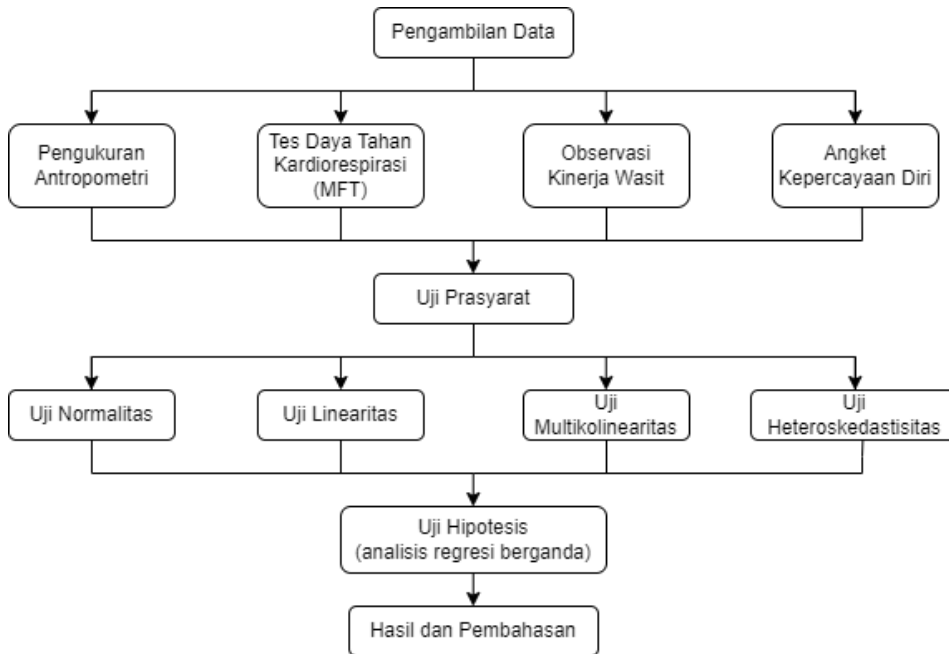 Pengambilan Data
Pengukuran
Antropometri
Tes Daya Tahan
Kardiorespirasi
(MFT)
Observasi
Kinerja Wasit
Angket
Kepercayaan Diri
Uji Prasyarat
Uji Normalitas
Uji Linearitas
Uji
Multikolinearitas
Uji
Heteroskedastisitas
Uji Hipotesis
(analisis regresi berganda)
Hasil dan Pembahasan